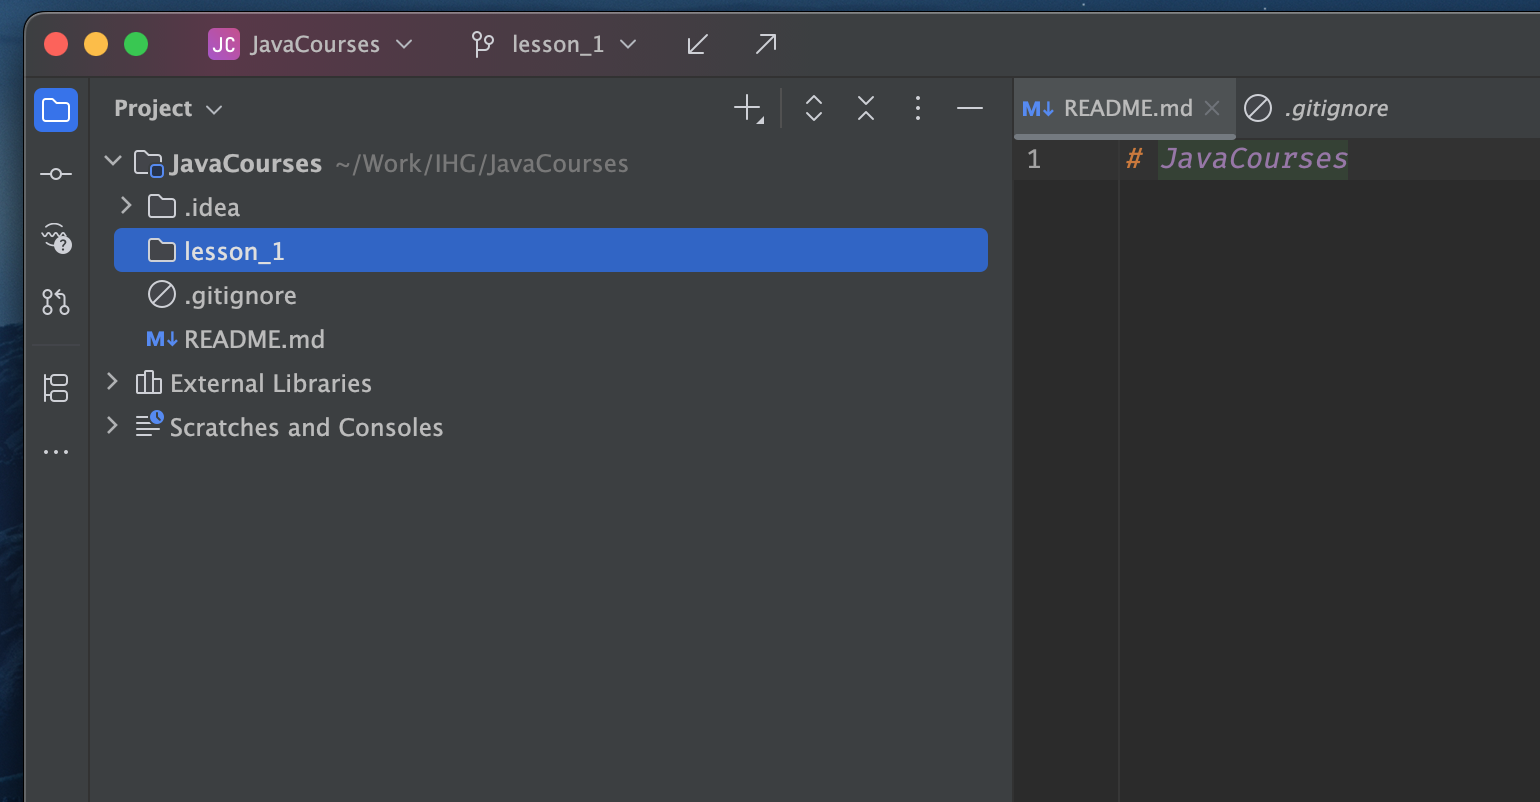 JC JavaCourses lesson_1
Project
JavaCourses ~/Work/IHG/JavaCourses
.idea
lesson_1
.gitignore
M↓ README.md
External Libraries
Scratches and Consoles
M↓ README.md .gitignore
1 # JavaCourses